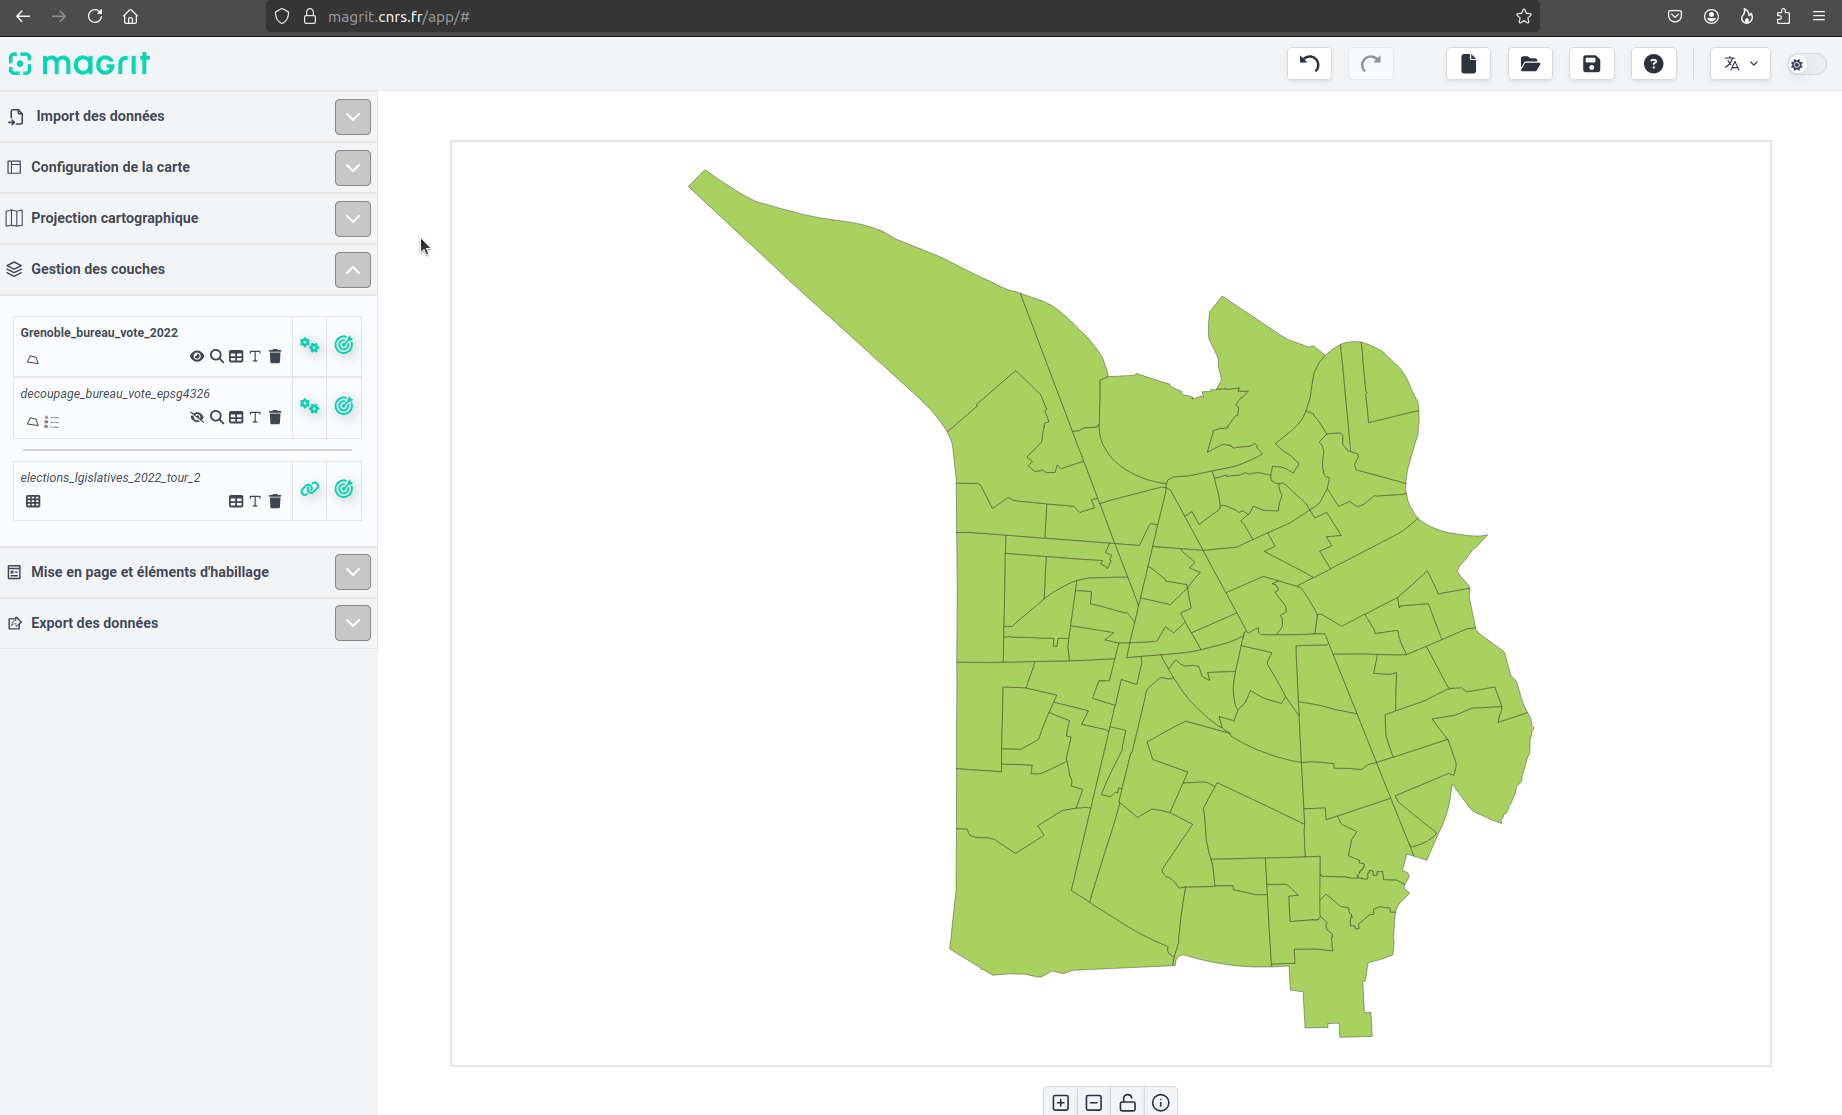 magrit.cnrs.fr/app/#
magrit
Import des données
Configuration de la carte
Projection cartographique
Gestion des couches
Grenoble_bureau_vote_2022
decoupage_bureau_vote_epsg4326
elections_lgislatives_2022_tour_2
Mise en page et éléments d'habillage
Export des données